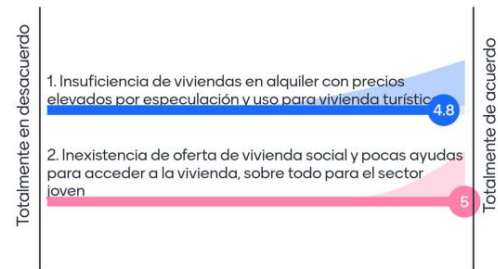 Totalmente en desacuerdo
1. Insuficiencia de viviendas en alquiler con precios
elevados por especulación y uso para vivienda turístic
4.8
2. Inexistencia de oferta de vivienda social y pocas ayudas
para acceder a la vivienda, sobre todo para el sector
joven
5
Totalmente de acuerdo